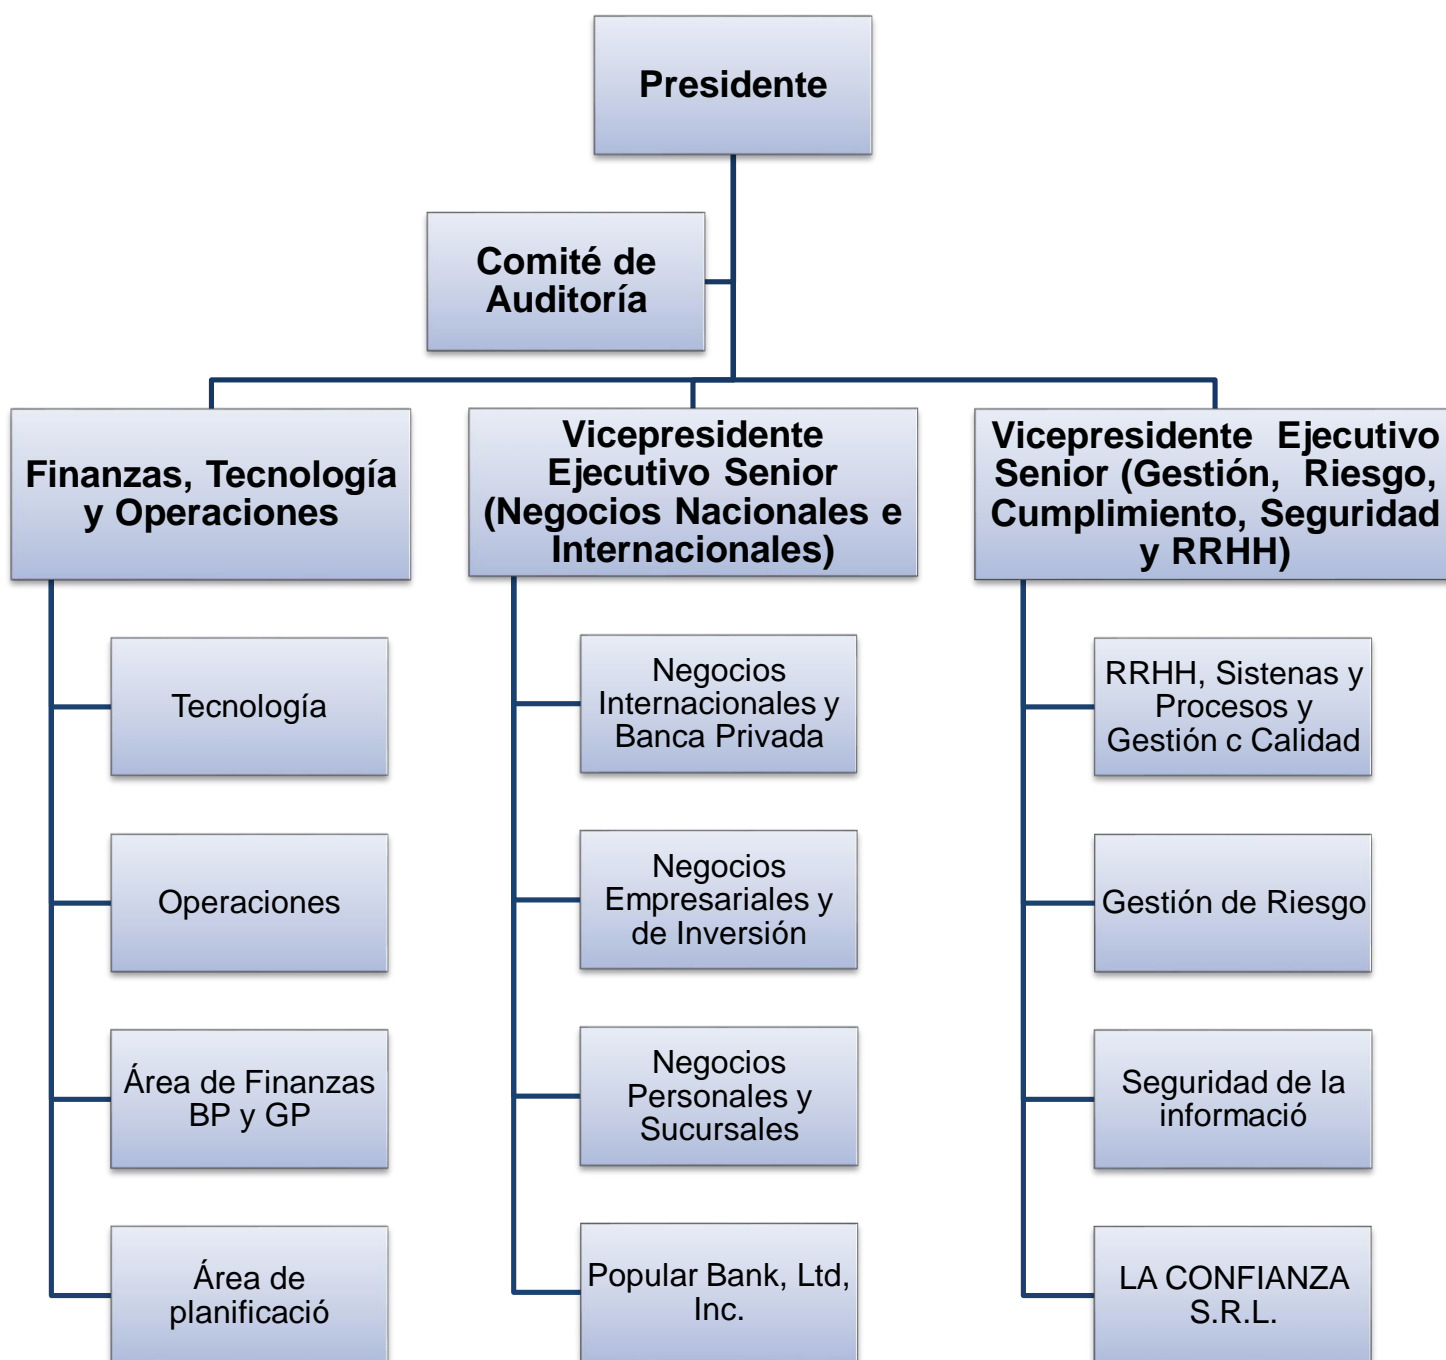 Presidente
Comité de
Auditoría
Finanzas, Tecnología
y Operaciones
Vicepresidente
Ejecutivo Senior
(Negocios Nacionales e
Internacionales)
Vicepresidente Ejecutivo
Senior (Gestión, Riesgo,
Cumplimiento, Seguridad
y RRHH)
Tecnología
Operaciones
Área de Finanzas
BP y GP
Área de
planificació
Negocios
Internacionales y
Banca Privada
Negocios
Empresariales y
de Inversión
Negocios
Personales y
Sucursales
Popular Bank, Ltd,
Inc.
RRHH, Sistenas y
Procesos y
Gestión c Calidad
Gestión de Riesgo
Seguridad de la
informació
LA CONFIANZA
S.R.L.